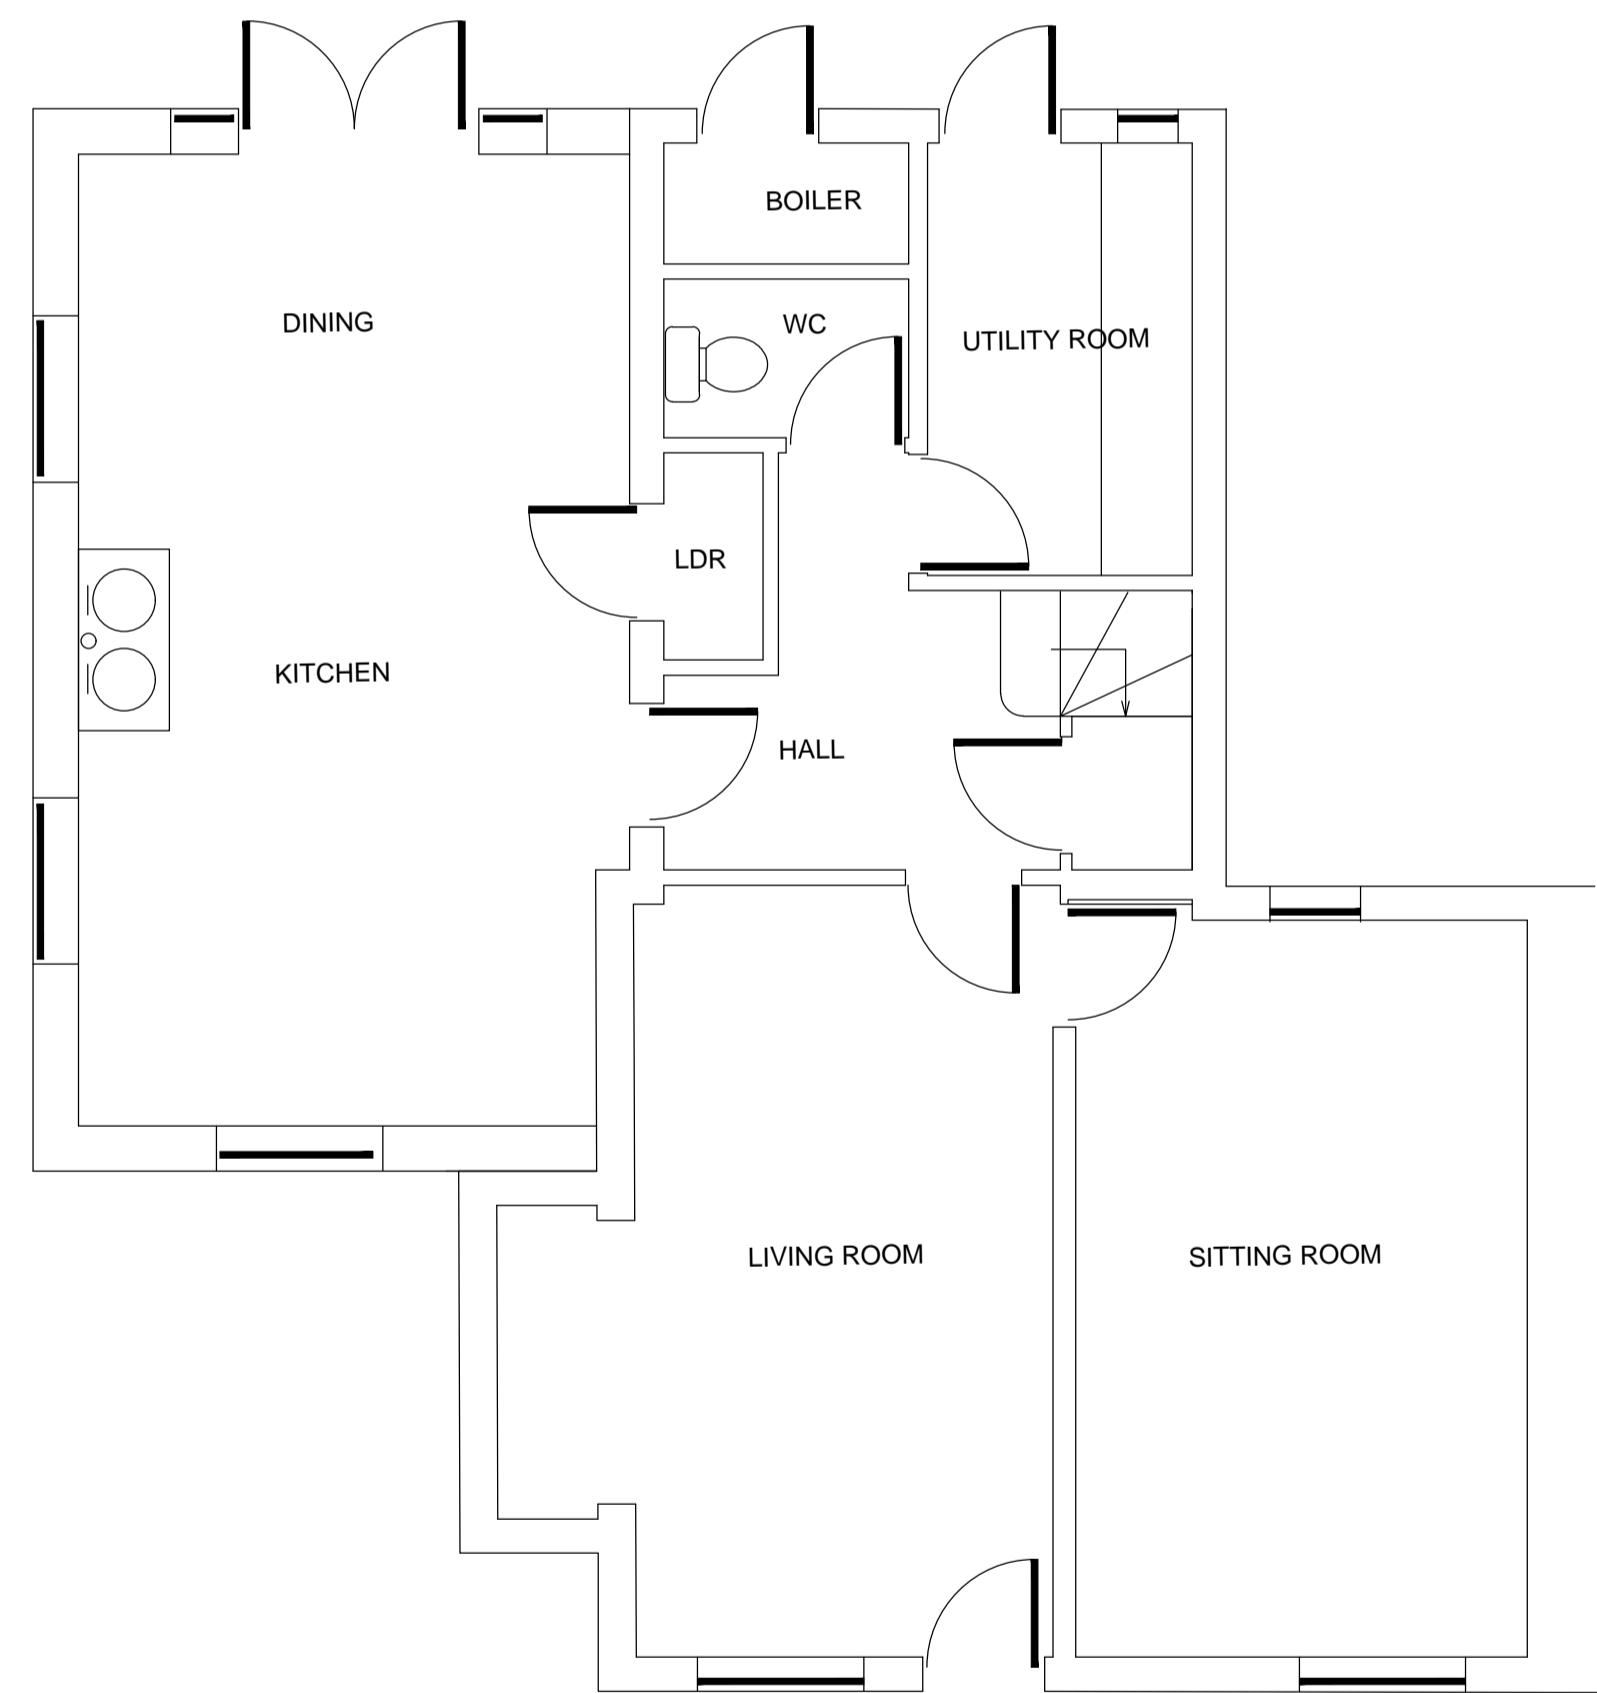 BOILER
DINING
WC
UTILITY ROOM
LDR
KITCHEN
HALL
LIVING ROOM
SITTING ROOM